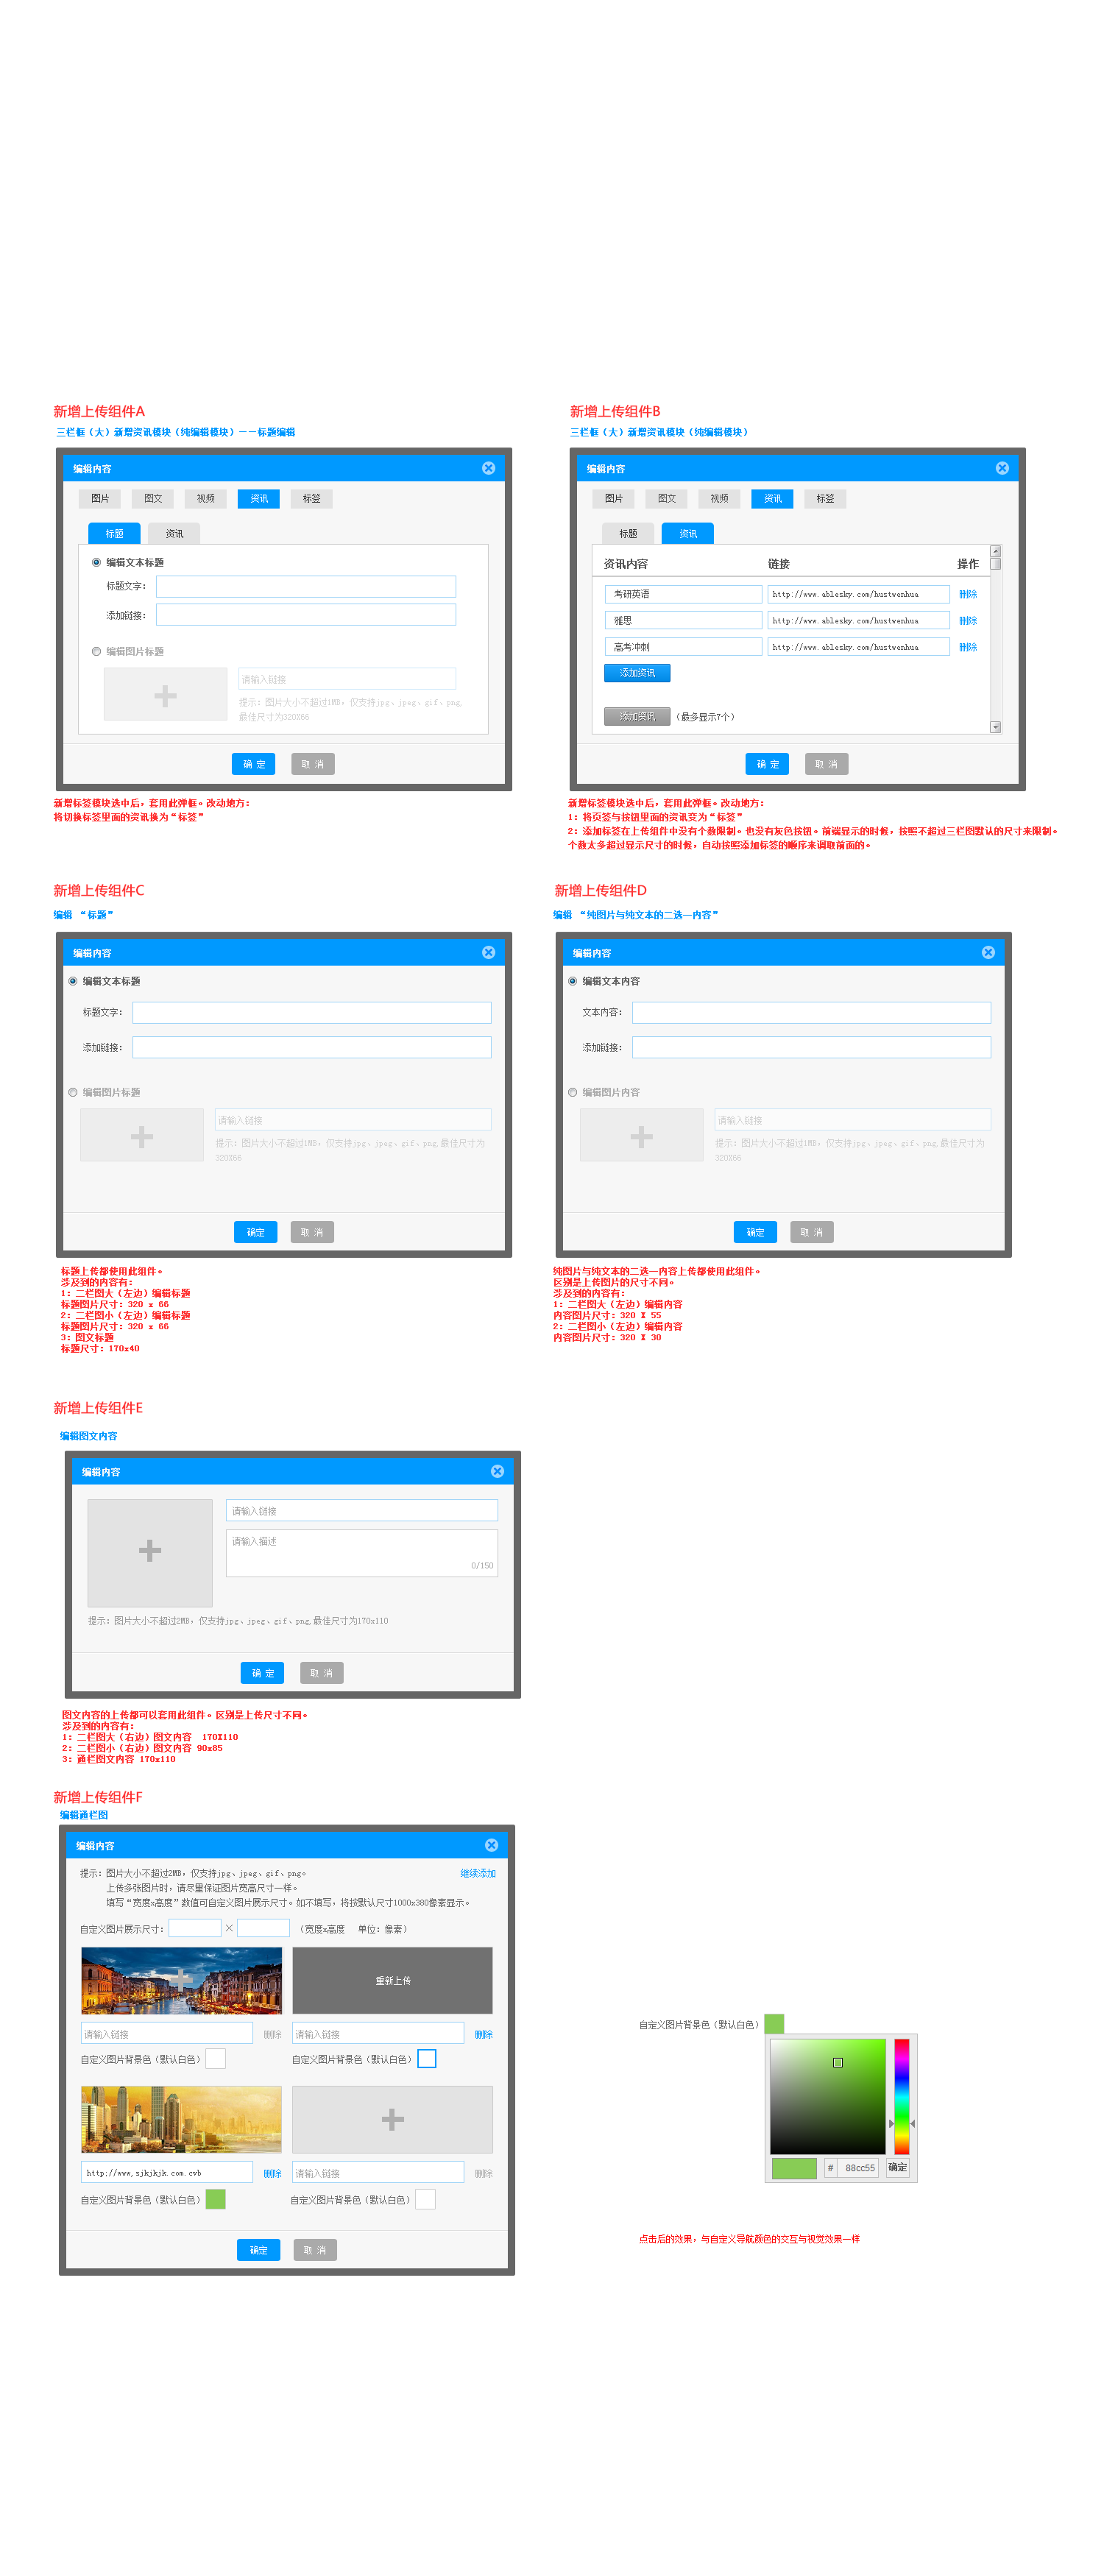 新增上传组件A
三栏框（大）新增资讯模块（纯编辑模块）－－标题编辑
编辑内容
图片 图文 视频 资讯 标签
标题 资讯
编辑文本标题
标题文字：
添加链接：
编辑图片标题
请输入链接
提示：图片大小不超过1MB，仅支持jpg、jpeg、gif、png,
最佳尺寸为320X66
确 定 取 消
新增标签模块选中后，套用此弹框。改动地方：
将切换标签里面的资讯换为“标签”
新增上传组件B
三栏框（大）新增资讯模块（纯编辑模块）
编辑内容
图片 图文 视频 资讯 标签
标题 资讯
资讯内容 链接 操作
考研英语 http://www.ablesky.com/hustwenhua 删除
雅思 http://www.ablesky.com/hustwenhua 删除
高考冲刺 http://www.ablesky.com/hustwenhua 删除
添加资讯
添加资讯 （最多显示7个）
确 定 取 消
新增标签模块选中后，套用此弹框。改动地方：
1：将页签与按钮里面的资讯变为“标签”
2：添加标签在上传组件中没有个数限制。也没有灰色按钮。前端显示的时候，按照不超过三栏图默认的尺寸来限制。
个数太多超过显示尺寸的时候，自动按照添加标签的顺序来调取前面的。
新增上传组件C
编辑 “标题”
编辑内容
编辑文本标题
标题文字：
添加链接：
编辑图片标题
请输入链接
提示：图片大小不超过1MB，仅支持jpg、jpeg、gif、png,最佳尺寸为
320X66
确定 取 消
标题上传都使用此组件。
涉及到的内容有：
1：二栏图大（左边）编辑标题
标题图片尺寸：320 x 66
2：二栏图小（左边）编辑标题
标题图片尺寸：320 x 66
3：图文标题
标题尺寸：170x40
新增上传组件D
编辑 “纯图片与纯文本的二选一内容”
编辑内容
编辑文本内容
文本内容：
添加链接：
编辑图片内容
请输入链接
提示：图片大小不超过1MB，仅支持jpg、jpeg、gif、png,最佳尺寸为
320X66
确定 取 消
纯图片与纯文本的二选一内容上传都使用此组件。
区别是上传图片的尺寸不同。
涉及到的内容有：
1：二栏图大（左边）编辑内容
内容图片尺寸：320 X 55
2：二栏图小（左边）编辑内容
内容图片尺寸：320 X 30
新增上传组件E
编辑图文内容
编辑内容
请输入链接
请输入描述
0/150
提示：图片大小不超过2MB，仅支持jpg、jpeg、gif、png,最佳尺寸为170x110
确 定 取 消
图文内容的上传都可以套用此组件。区别是上传尺寸不同。
涉及到的内容有：
1：二栏图大（右边）图文内容 170X110
2：二栏图小（右边）图文内容 90x85
3：通栏图文内容 170x110
新增上传组件F
编辑通栏图
编辑内容
提示：图片大小不超过2MB，仅支持jpg、jpeg、gif、png。 继续添加
上传多张图片时，请尽量保证图片宽高尺寸一样。
填写“宽度x高度”数值可自定义图片展示尺寸。如不填写，将按默认尺寸1000x380像素显示。
自定义图片展示尺寸： × （宽度x高度 单位：像素）
重新上传
请输入链接 删除 请输入链接 删除
自定义图片背景色（默认白色） 自定义图片背景色（默认白色）
http://www,sjkjkjk.com.cvb 删除 请输入链接 删除
自定义图片背景色（默认白色） 自定义图片背景色（默认白色）
确定 取 消
自定义图片背景色（默认白色）
# 88cc55 确定
点击后的效果，与自定义导航颜色的交互与视觉效果一样